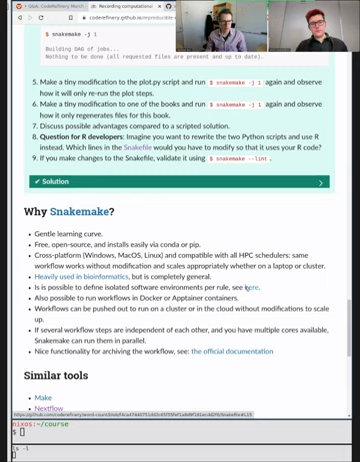 Q&A: CodeRefinery March
Recording computational
coderefinery.github.io/reproducible-
$ snakemake -j 1
Building DAG of jobs...
Nothing to be done (all requested files are present and up to date).
5. Make a tiny modification to the plot.py script and run $ snakemake -j 1 again and observe
how it will only re-run the plot steps.
6. Make a tiny modification to one of the books and run $ snakemake -j 1 again and observe
how it only regenerates files for this book.
7. Discuss possible advantages compared to a scripted solution.
8. Question for R developers: Imagine you want to rewrite the two Python scripts and use R
instead. Which lines in the Snakefile would you have to modify so that it uses your R code?
9. If you make changes to the Snakefile, validate it using $ snakemake --lint .
✔ Solution
Why Snakemake?
• Gentle learning curve.
• Free, open-source, and installs easily via conda or pip.
• Cross-platform (Windows, MacOS, Linux) and compatible with all HPC schedulers: same
workflow works without modification and scales appropriately whether on a laptop or cluster.
• Heavily used in bioinformatics, but is completely general.
• Is is possible to define isolated software environments per rule, see here.
• Also possible to run workflows in Docker or Apptainer containers.
• Workflows can be pushed out to run on a cluster or in the cloud without modifications to scale
up.
• If several workflow steps are independent of each other, and you have multiple cores available,
Snakemake can run them in parallel.
• Nice functionality for archiving the workflow, see: the official documentation
Similar tools
• Make
• Nextflow
nixos:~/course
$
ls -l